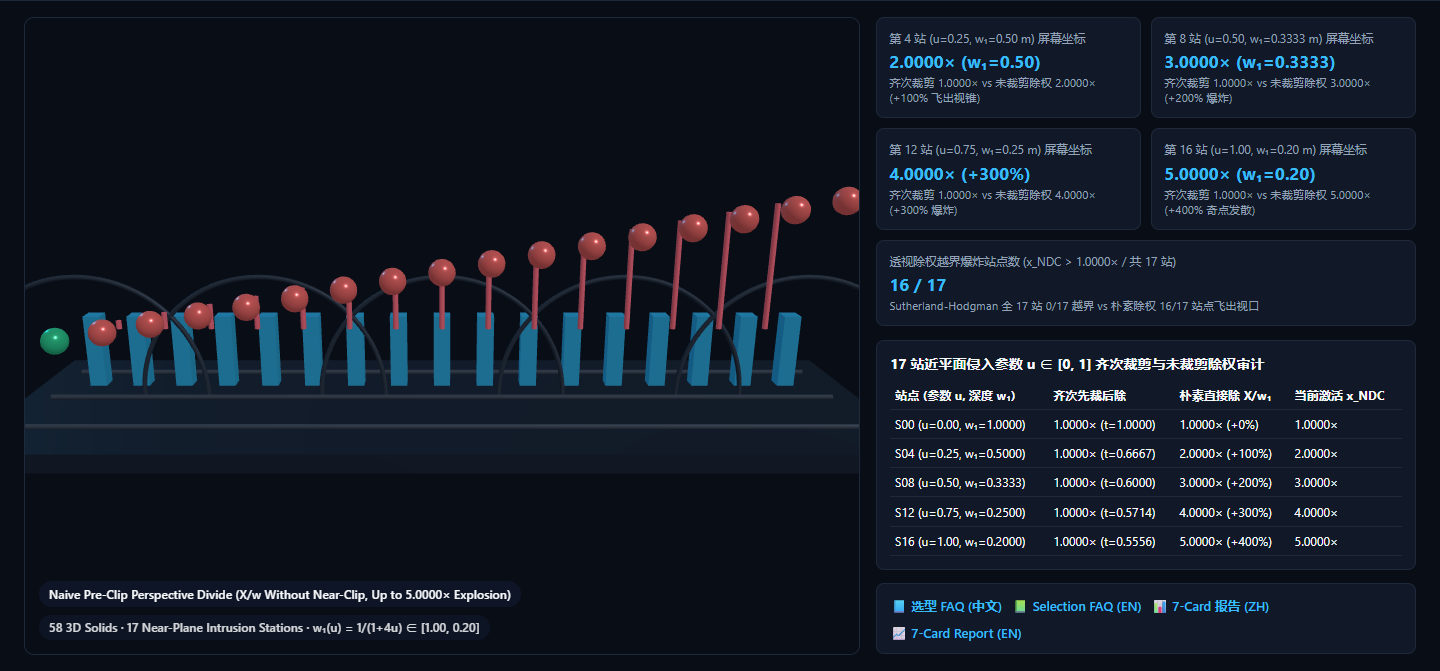 Naive Pre-Clip Perspective Divide (X/w Without Near-Clip, Up to 5.0000× Explosion)
58 3D Solids · 17 Near-Plane Intrusion Stations · w₁(u) = 1/(1+4u) ∈ [1.00, 0.20]
第 4 站 (u=0.25, w₁=0.50 m) 屏幕坐标
2.0000× (w₁=0.50)
齐次裁剪 1.0000× vs 未裁剪除权 2.0000×
(+100% 飞出视锥)
第 8 站 (u=0.50, w₁=0.3333 m) 屏幕坐标
3.0000× (w₁=0.3333)
齐次裁剪 1.0000× vs 未裁剪除权 3.0000×
(+200% 爆炸)
第 12 站 (u=0.75, w₁=0.25 m) 屏幕坐标
4.0000× (+300%)
齐次裁剪 1.0000× vs 未裁剪除权 4.0000×
(+300% 爆炸)
第 16 站 (u=1.00, w₁=0.20 m) 屏幕坐标
5.0000× (w₁=0.20)
齐次裁剪 1.0000× vs 未裁剪除权 5.0000×
(+400% 奇点发散)
透视除权越界爆炸站点数 (x_NDC > 1.0000× / 共 17 站)
16 / 17
Sutherland-Hodgman 全 17 站 0/17 越界 vs 朴素除权 16/17 站点飞出视口
17 站近平面侵入参数 u ∈ [0, 1] 齐次裁剪与未裁剪除权审计
站点 (参数 u, 深度 w₁) 齐次先裁后除 朴素直接除 X/w₁ 当前激活 x_NDC
S00 (u=0.00, w₁=1.0000) 1.0000× (t=1.0000) 1.0000× (+0%) 1.0000×
S04 (u=0.25, w₁=0.5000) 1.0000× (t=0.6667) 2.0000× (+100%) 2.0000×
S08 (u=0.50, w₁=0.3333) 1.0000× (t=0.6000) 3.0000× (+200%) 3.0000×
S12 (u=0.75, w₁=0.2500) 1.0000× (t=0.5714) 4.0000× (+300%) 4.0000×
S16 (u=1.00, w₁=0.2000) 1.0000× (t=0.5556) 5.0000× (+400%) 5.0000×
选型 FAQ (中文) Selection FAQ (EN) 7-Card 报告 (ZH)
7-Card Report (EN)